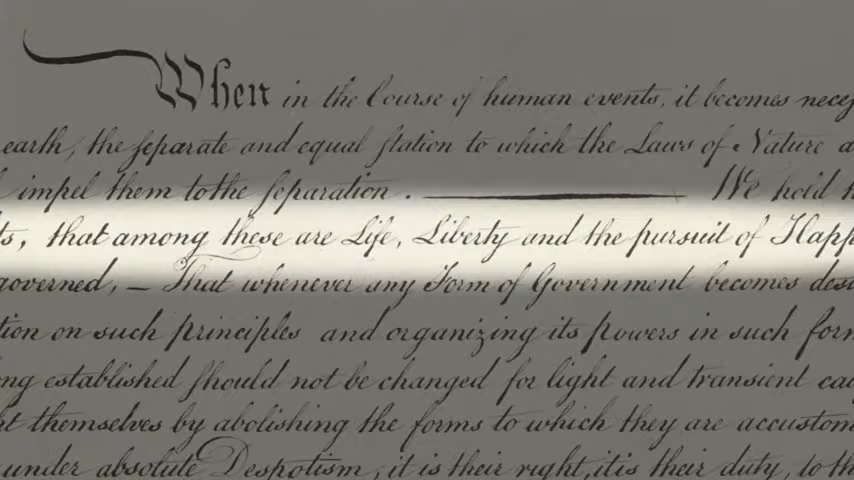 When in the Course of human events, it becomes neces
earth, the separate and equal station to which the Laws of Nature a
l impel them to the separation. ———— We hold t
ts, that among these are Life, Liberty and the pursuit of Happ
governed, — That whenever any Form of Government becomes dest
tion on such principles and organizing its powers in such form
ng established should not be changed for light and transient cau
ht themselves by abolishing the forms to which they are accustom
under absolute Despotism, it is their right, it is their duty, to th